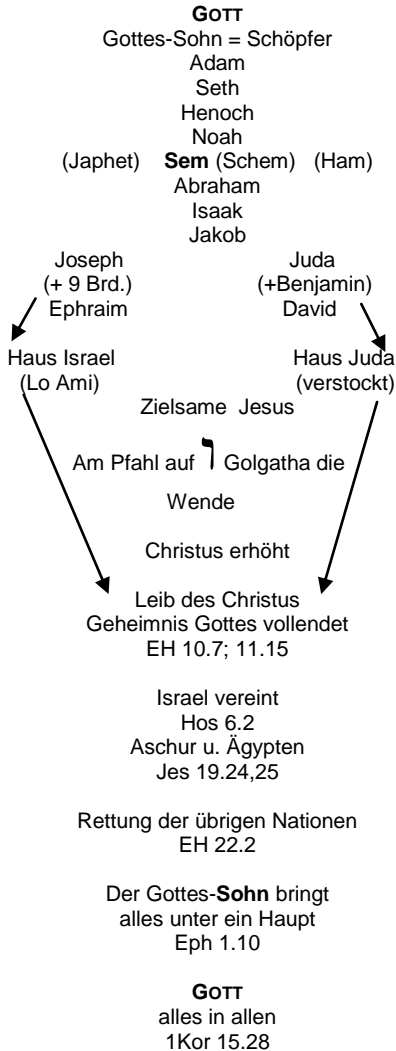 GOTT
Gottes-Sohn = Schöpfer
Adam
Seth
Henoch
Noah
(Japhet) Sem (Schem) (Ham)
Abraham
Isaak
Jakob
Joseph Juda
(+ 9 Brd.) (+Benjamin)
Ephraim David
Haus Israel Haus Juda
(Lo Ami) (verstockt)
Zielsame Jesus
Am Pfahl auf ו Golgatha die
Wende
Christus erhöht
Leib des Christus
Geheimnis Gottes vollendet
EH 10.7; 11.15
Israel vereint
Hos 6.2
Aschur u. Ägypten
Jes 19.24,25
Rettung der übrigen Nationen
EH 22.2
Der Gottes-Sohn bringt
alles unter ein Haupt
Eph 1.10
GOTT
alles in allen
1Kor 15.28